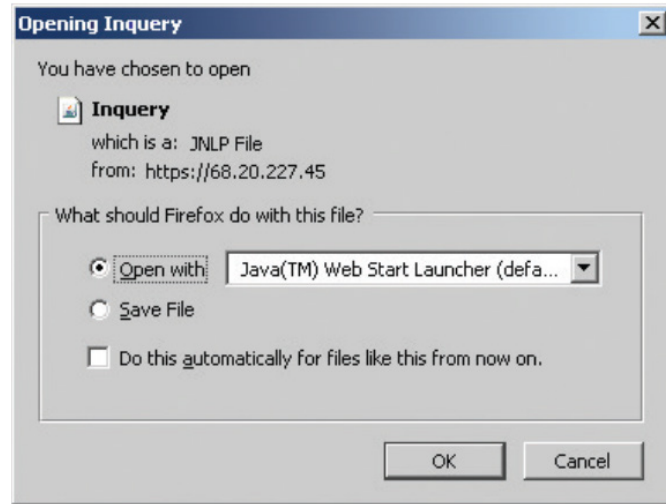 Opening Inquery
You have chosen to open
Inquery
which is a: JNLP File
from: https://68.20.227.45
What should Firefox do with this file?
Open with Java(TM) Web Start Launcher (defa...
Save File
Do this automatically for files like this from now on.
OK Cancel